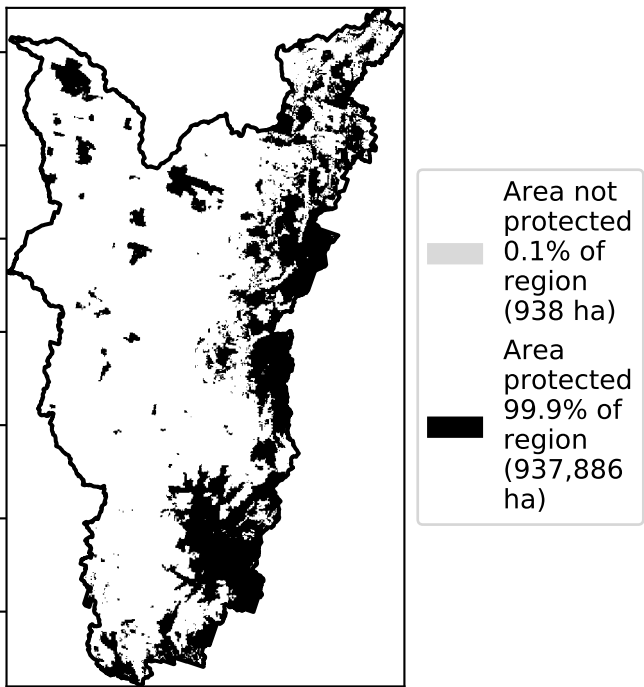 Area not
protected
0.1% of
region
(938 ha)
Area
protected
99.9% of
region
(937,886
ha)